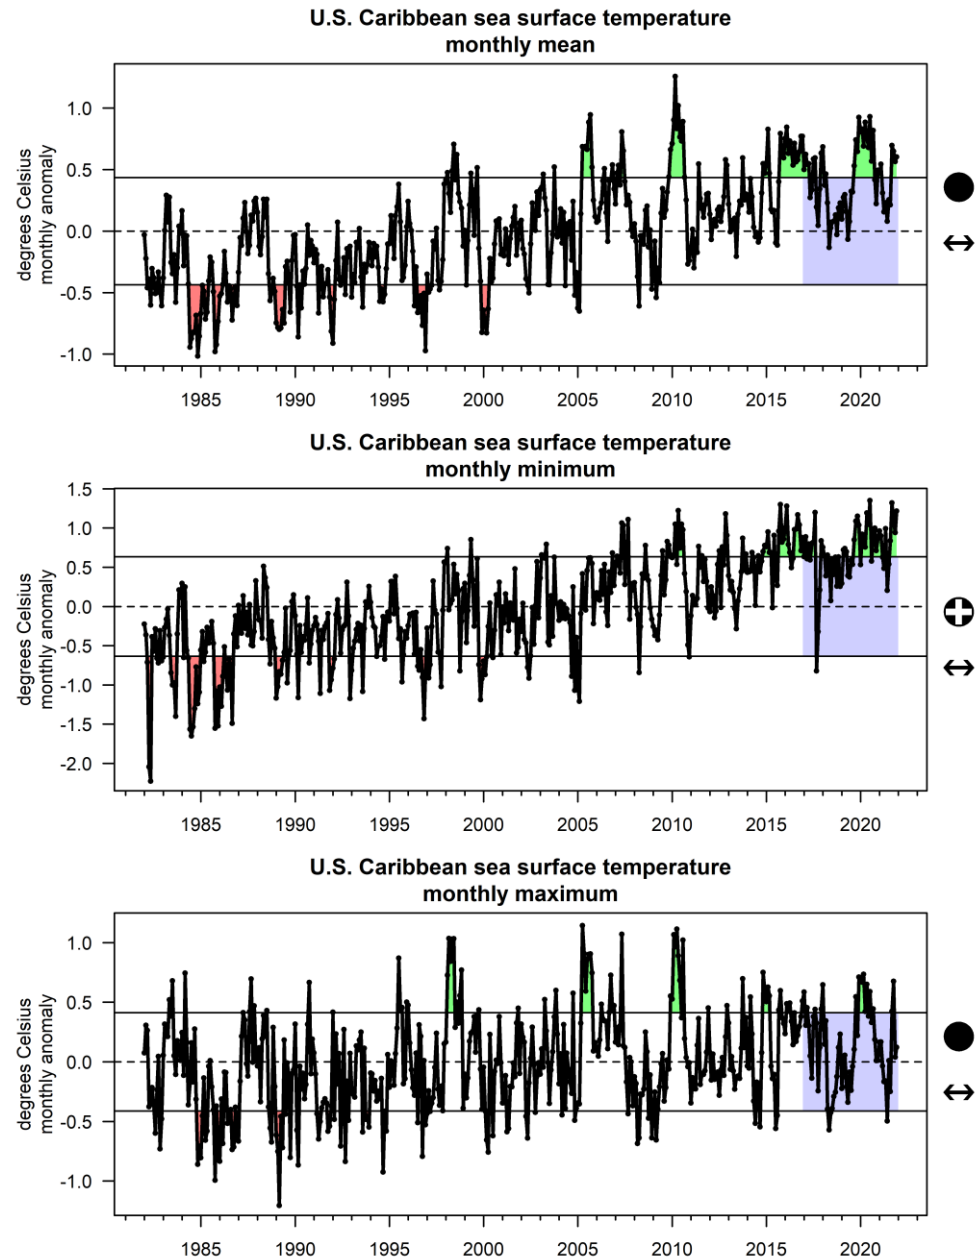 U.S. Caribbean sea surface temperature
monthly mean
degrees Celsius
monthly anomaly
1.0
0.5
0.0
-0.5
-1.0
1985 1990 1995 2000 2005 2010 2015 2020
U.S. Caribbean sea surface temperature
monthly minimum
degrees Celsius
monthly anomaly
1.5
1.0
0.5
0.0
-0.5
-1.0
-1.5
-2.0
1985 1990 1995 2000 2005 2010 2015 2020
U.S. Caribbean sea surface temperature
monthly maximum
degrees Celsius
monthly anomaly
1.0
0.5
0.0
-0.5
-1.0
1985 1990 1995 2000 2005 2010 2015 2020